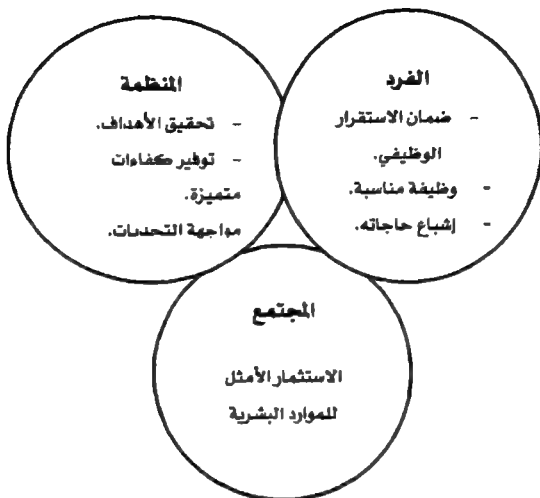 الفرد
- ضمان الاستقرار
الوظيفي.
- وظيفة مناسبة.
- إشباع حاجاته.
المنظمة
- تحقيق الأهداف.
- توفير كفاءات
متميزة.
مواجهة التحديات.
المجتمع
الاستثمار الأمثل
للموارد البشرية